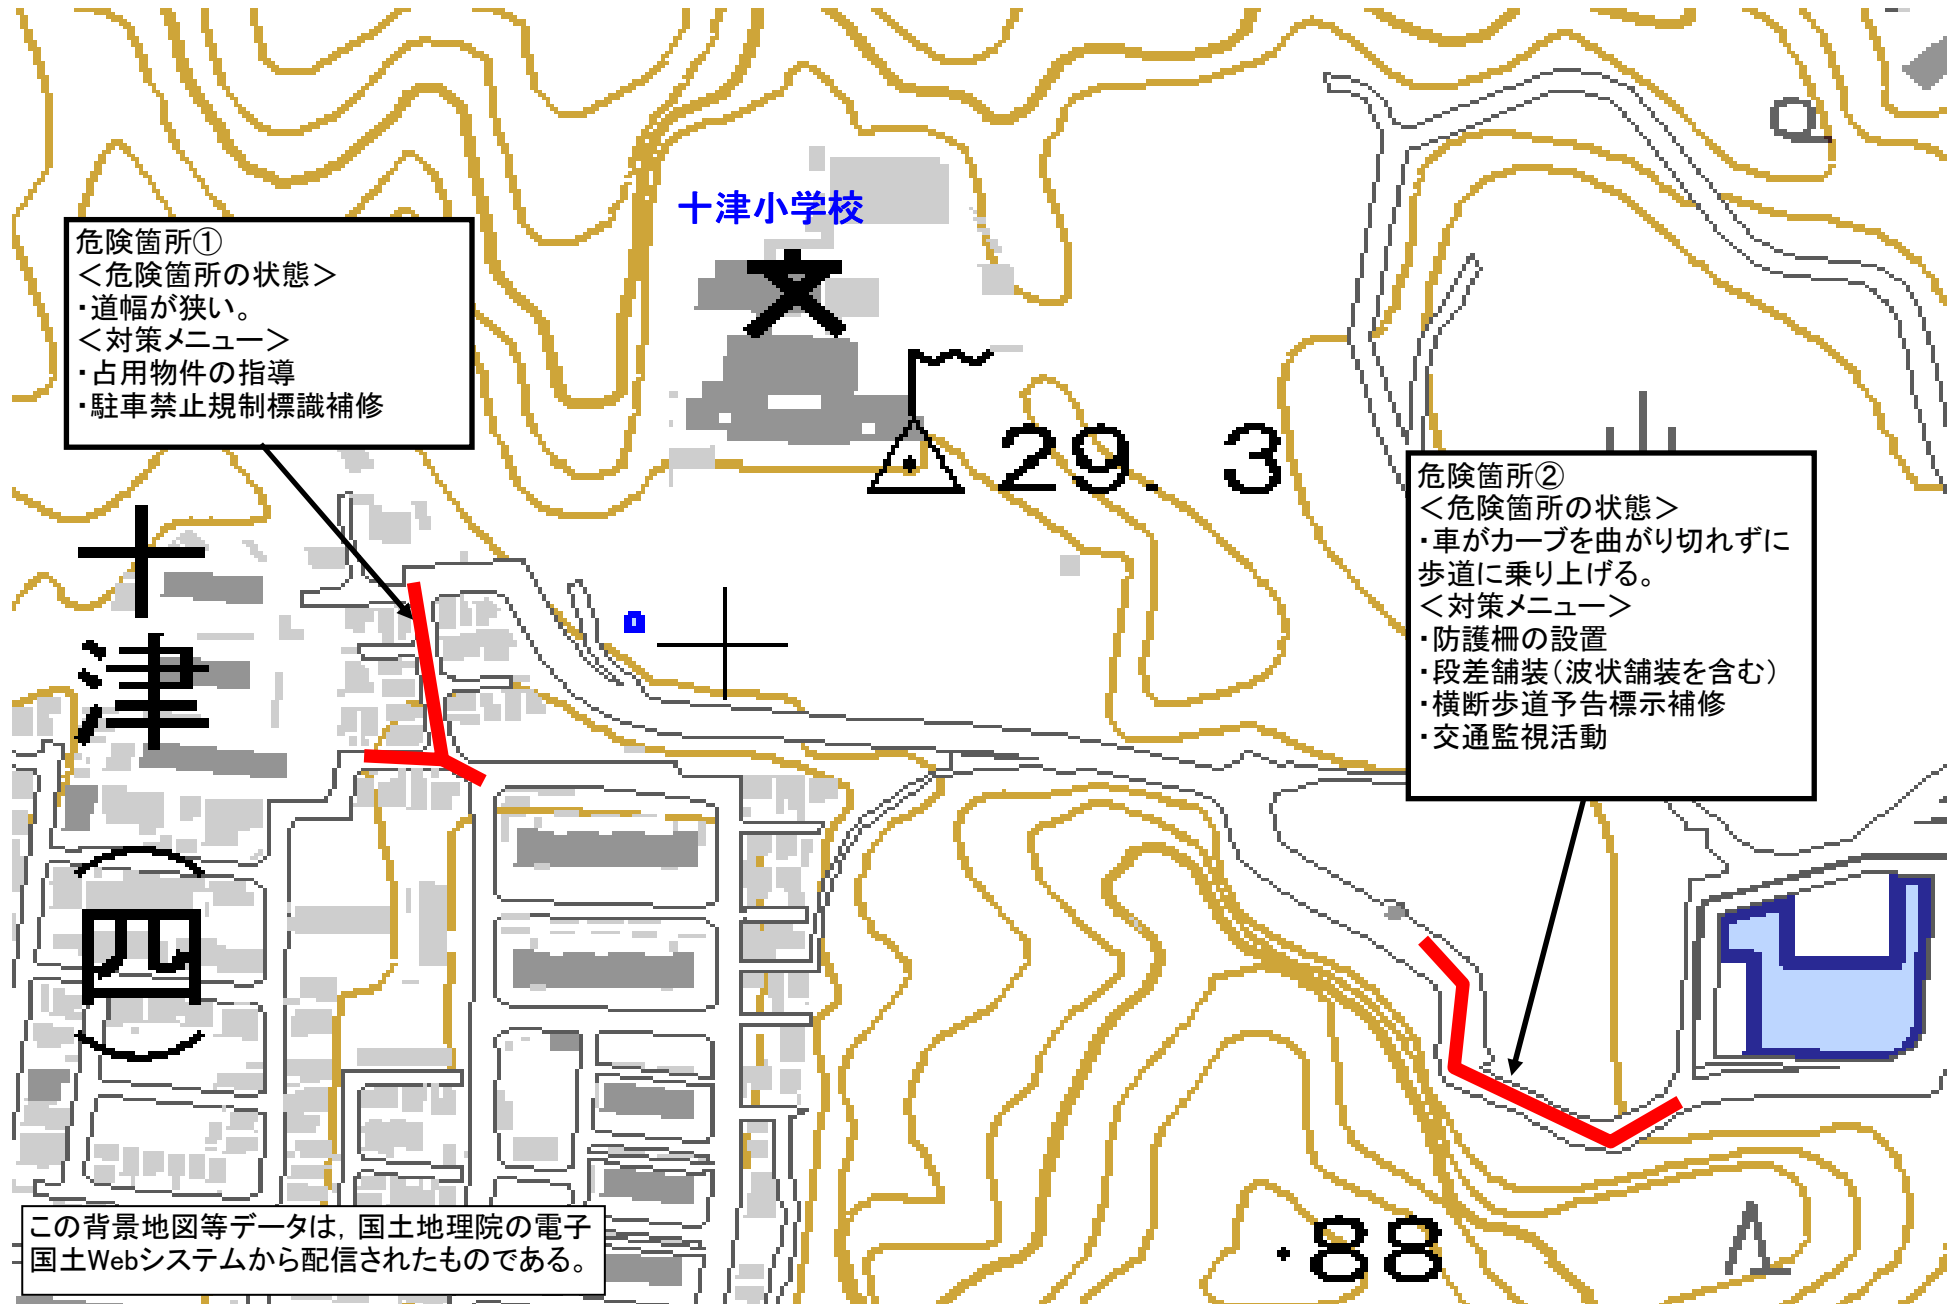 十津小学校
危険箇所①
＜危険箇所の状態＞
・道幅が狭い。
＜対策メニュー＞
・占用物件の指導
・駐車禁止規制標識補修
29.3
危険箇所②
＜危険箇所の状態＞
・車がカーブを曲がり切れずに
歩道に乗り上げる。
＜対策メニュー＞
・防護柵の設置
・段差舗装（波状舗装を含む）
・横断歩道予告標示補修
・交通監視活動
十津（四）
・88
この背景地図等データは，国土地理院の電子
国土Webシステムから配信されたものである。